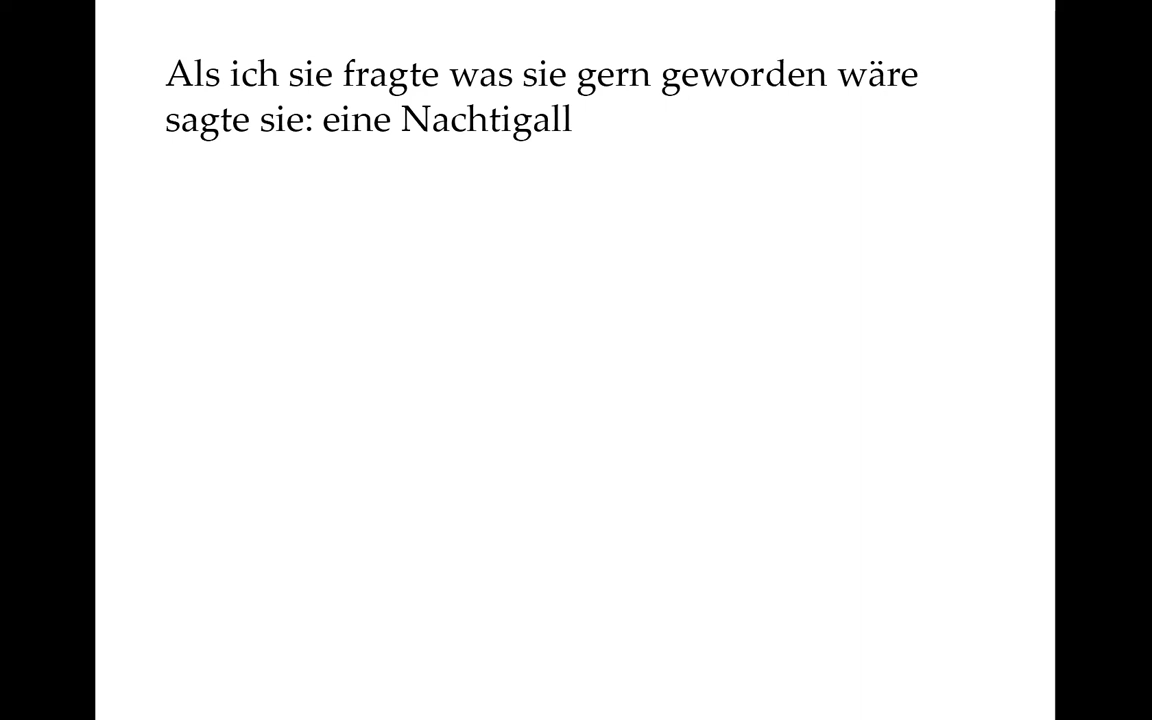 Als ich sie fragte was sie gern geworden wäre
sagte sie: eine Nachtigall